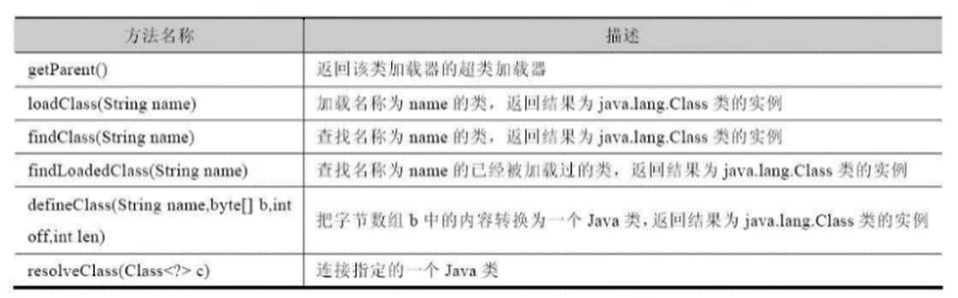 方法名称 描述
getParent() 返回该类加载器的超类加载器
loadClass(String name) 加载名称为 name 的类，返回结果为 java.lang.Class 类的实例
findClass(String name) 查找名称为 name 的类，返回结果为 java.lang.Class 类的实例
findLoadedClass(String name) 查找名称为 name 的已经被加载过的类，返回结果为 java.lang.Class 类的实例
defineClass(String name,byte[] b,int
off,int len)
把字节数组 b 中的内容转换为一个 Java 类，返回结果为 java.lang.Class 类的实例
resolveClass(Class<?> c) 连接指定的一个 Java 类